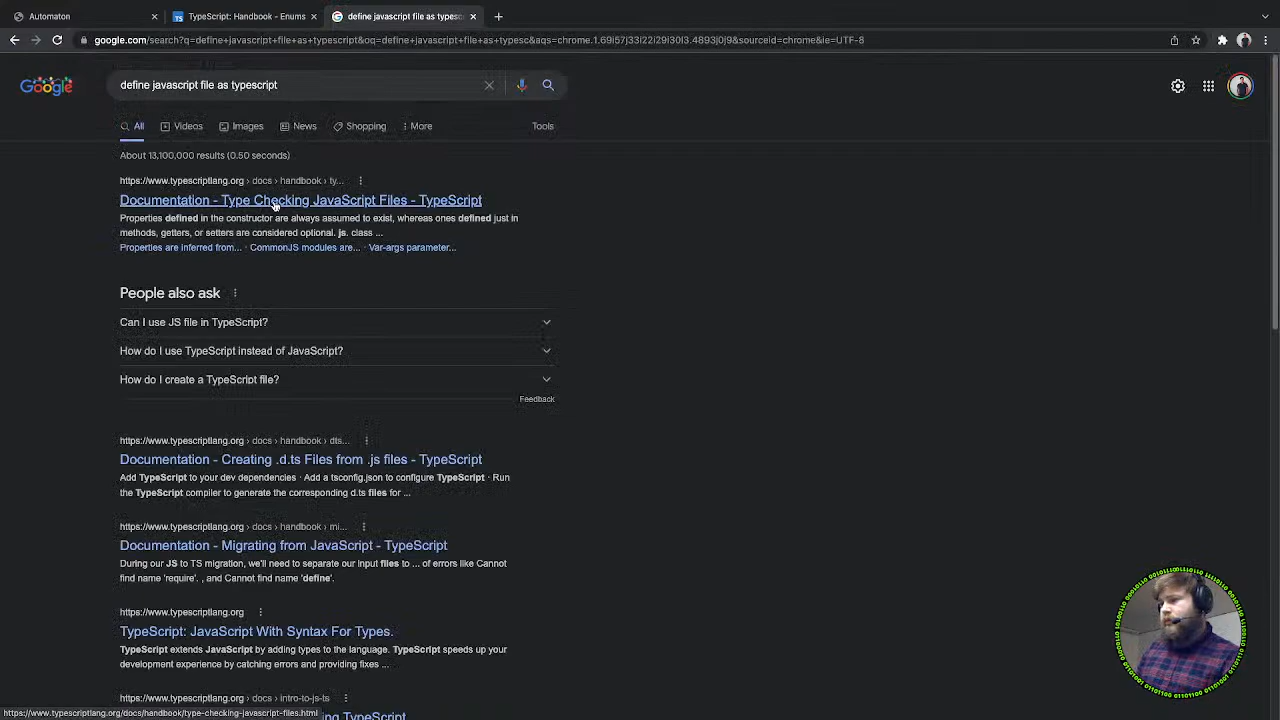 Automaton
TS TypeScript: Handbook - Enums
define javascript file as typesc
google.com/search?q=define+javascript+file+as+typescript&oq=define+javascript+file+as+typesc&aqs=chrome.1.69i57j33i22i29i30l3.4893j0j9&sourceid=chrome&ie=UTF-8
Google
define javascript file as typescript
All
Videos
Images
News
Shopping
More
Tools
About 13,100,000 results (0.50 seconds)
https://www.typescriptlang.org › docs › handbook › ty...
Documentation - Type Checking JavaScript Files - TypeScript
Properties defined in the constructor are always assumed to exist, whereas ones defined just in
methods, getters, or setters are considered optional. js. class ...
Properties are inferred from... · CommonJS modules are... · Var-args parameter...
People also ask
Can I use JS file in TypeScript?
How do I use TypeScript instead of JavaScript?
How do I create a TypeScript file?
Feedback
https://www.typescriptlang.org › docs › handbook › dts...
Documentation - Creating .d.ts Files from .js files - TypeScript
Add TypeScript to your dev dependencies · Add a tsconfig.json to configure TypeScript · Run
the TypeScript compiler to generate the corresponding d.ts files for ...
https://www.typescriptlang.org › docs › handbook › mi...
Documentation - Migrating from JavaScript - TypeScript
During our JS to TS migration, we'll need to separate our input files to ... of errors like Cannot
find name 'require'. , and Cannot find name 'define'.
https://www.typescriptlang.org
TypeScript: JavaScript With Syntax For Types.
TypeScript extends JavaScript by adding types to the language. TypeScript speeds up your
development experience by catching errors and providing fixes ...
https://www.typescriptlang.org › docs › intro-to-js-ts
https://www.typescriptlang.org/docs/handbook/type-checking-javascript-files.html
ing TypeScript